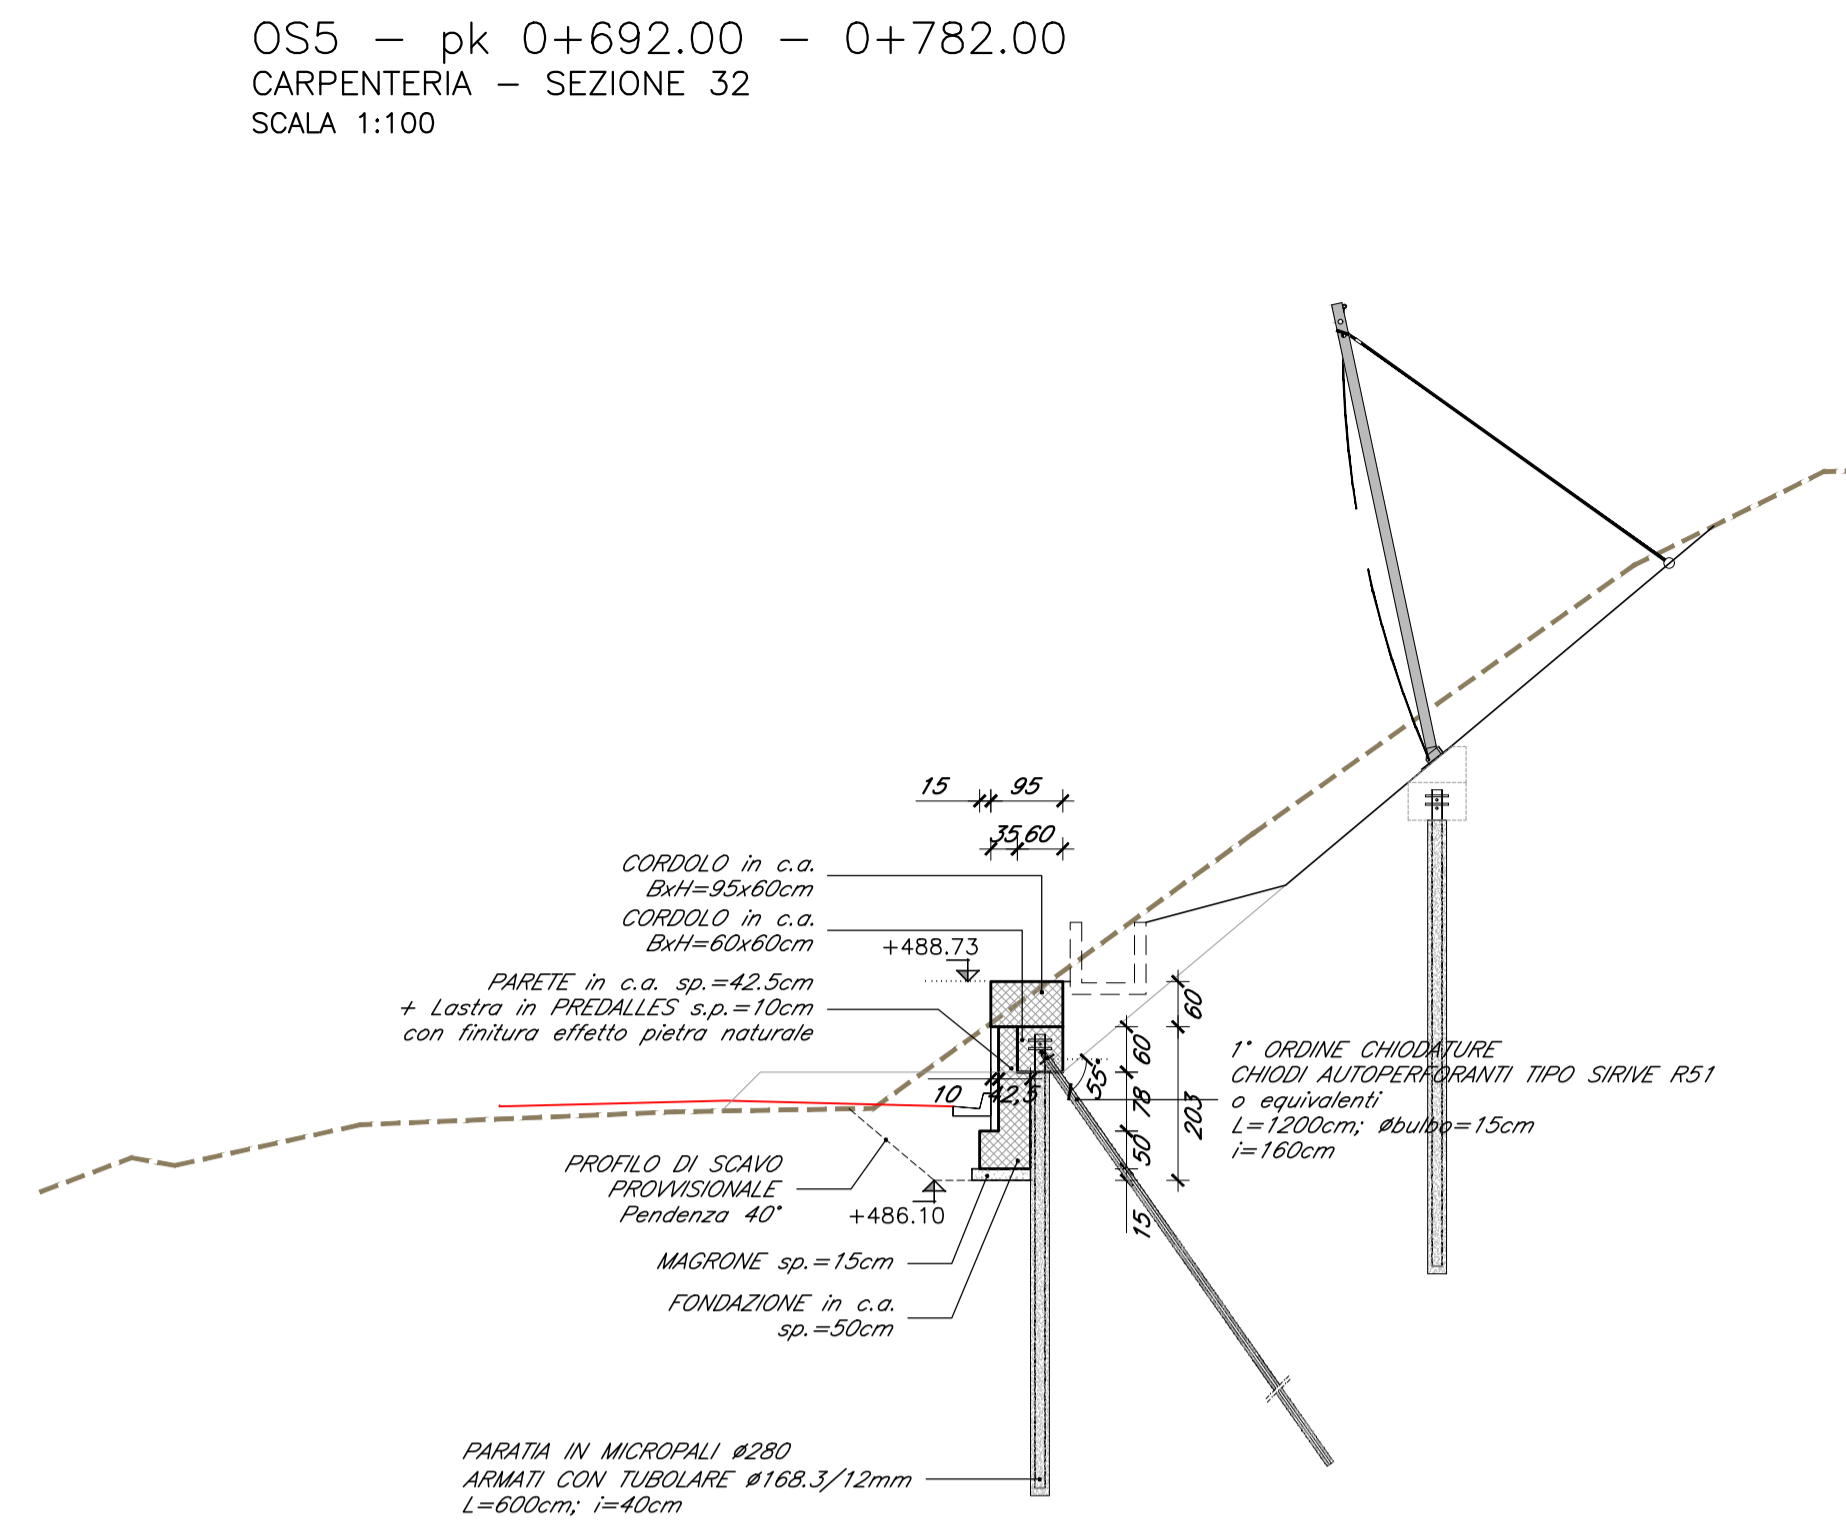 OS5 – pk 0+692.00 – 0+782.00
CARPENTERIA – SEZIONE 32
SCALA 1:100
15
95
35
60
CORDOLO in c.a.
BxH=95x60cm
CORDOLO in c.a.
BxH=60x60cm
+488.73
PARETE in c.a. sp.=42.5cm
+ Lastra in PREDALLES s.p.=10cm
con finitura effetto pietra naturale
60
60
78
50
15
203
55°
10
42,5
1° ORDINE CHIODATURE
CHIODI AUTOPERFORANTI TIPO SIRIVE R51
o equivalenti
L=1200cm; øbulbo=15cm
i=160cm
PROFILO DI SCAVO
PROVVISIONALE
Pendenza 40°
+486.10
MAGRONE sp.=15cm
FONDAZIONE in c.a.
sp.=50cm
PARATIA IN MICROPALI ø280
ARMATI CON TUBOLARE ø168.3/12mm
L=600cm; i=40cm